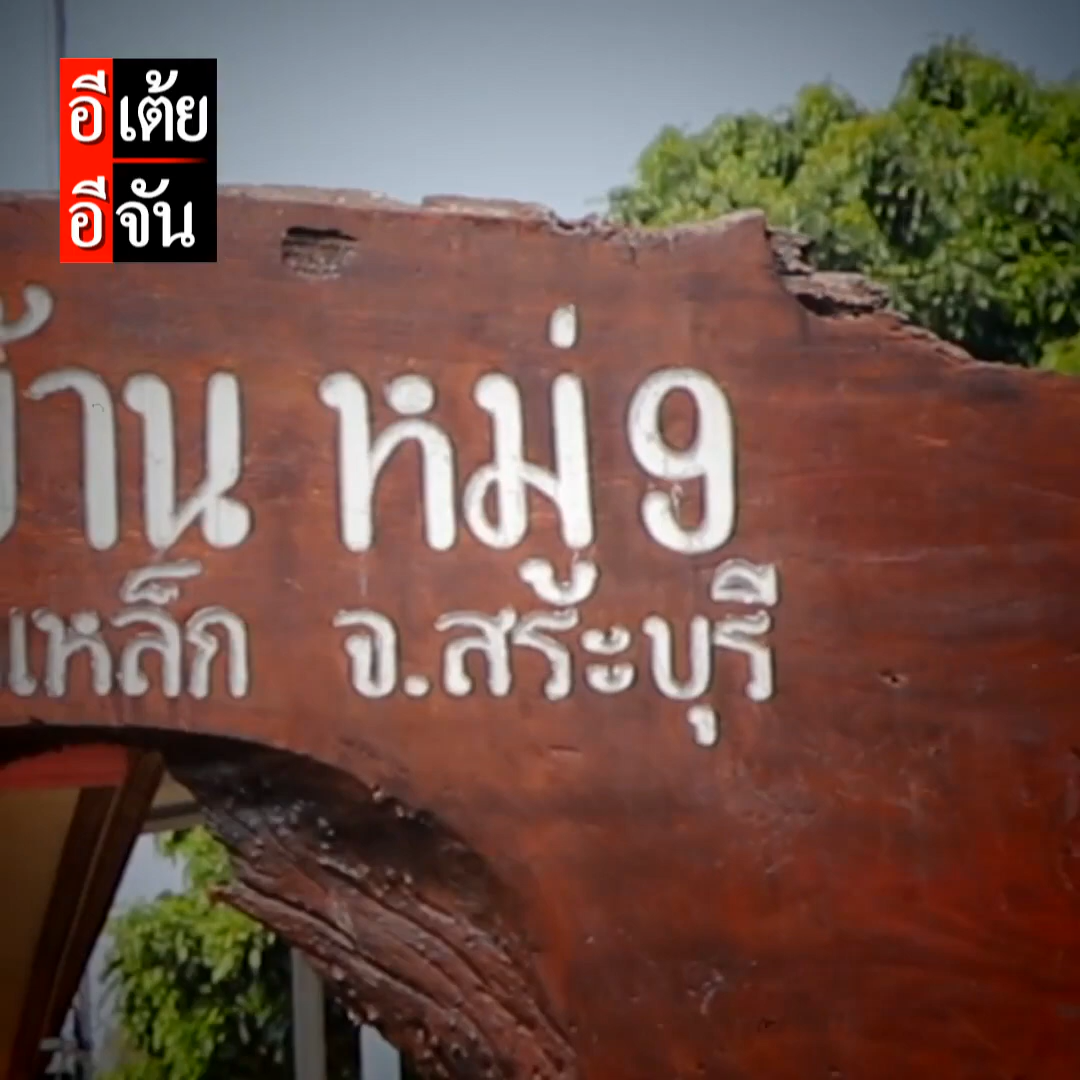 อีเต้ย
อีจัน
บ้าน หมู่ 9
เหล็ก จ.สระบุรี